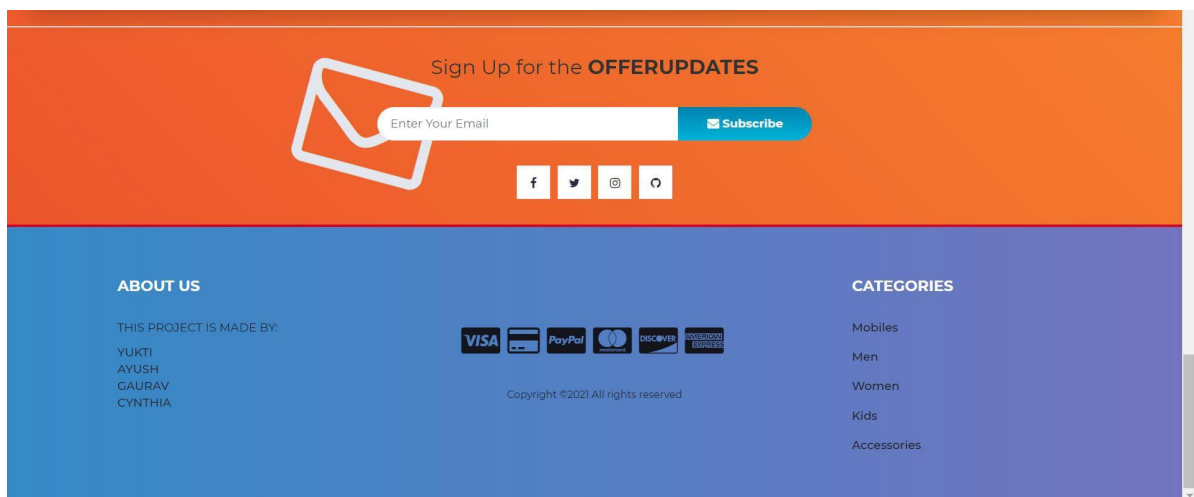 Sign Up for the OFFERUPDATES
Enter Your Email
Subscribe
ABOUT US
THIS PROJECT IS MADE BY:
YUKTI
AYUSH
GAURAV
CYNTHIA
VISA PayPal mastercard DISCOVER AMERICAN EXPRESS
Copyright ©2021 All rights reserved
CATEGORIES
Mobiles
Men
Women
Kids
Accessories